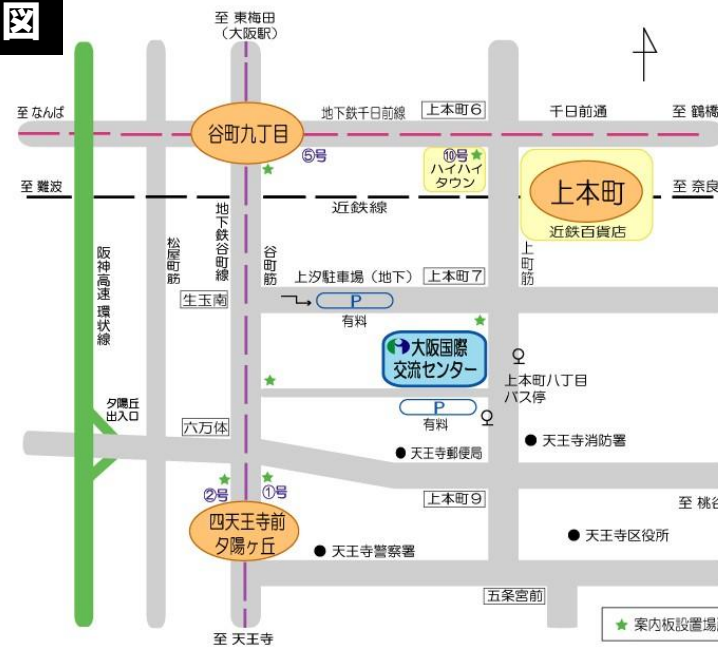 図
至 東梅田
（大阪駅）
至 なんば
谷町九丁目
地下鉄千日前線
上本町6
千日前通
至 鶴橋
⑤号
⑩号
ハイハイ
タウン
上本町
近鉄百貨店
至 難波
近鉄線
至 奈良
阪神高速 環状線
松屋町筋
地下鉄谷町線
谷町筋
上町筋
上汐駐車場（地下）
上本町7
生玉南
P
有料
大阪国際
交流センター
上本町八丁目
バス停
夕陽丘
出入口
P
有料
六万体
天王寺郵便局
天王寺消防署
②号
①号
上本町9
至 桃谷
四天王寺前
夕陽ヶ丘
天王寺警察署
天王寺区役所
五条宮前
至 天王寺
案内板設置場